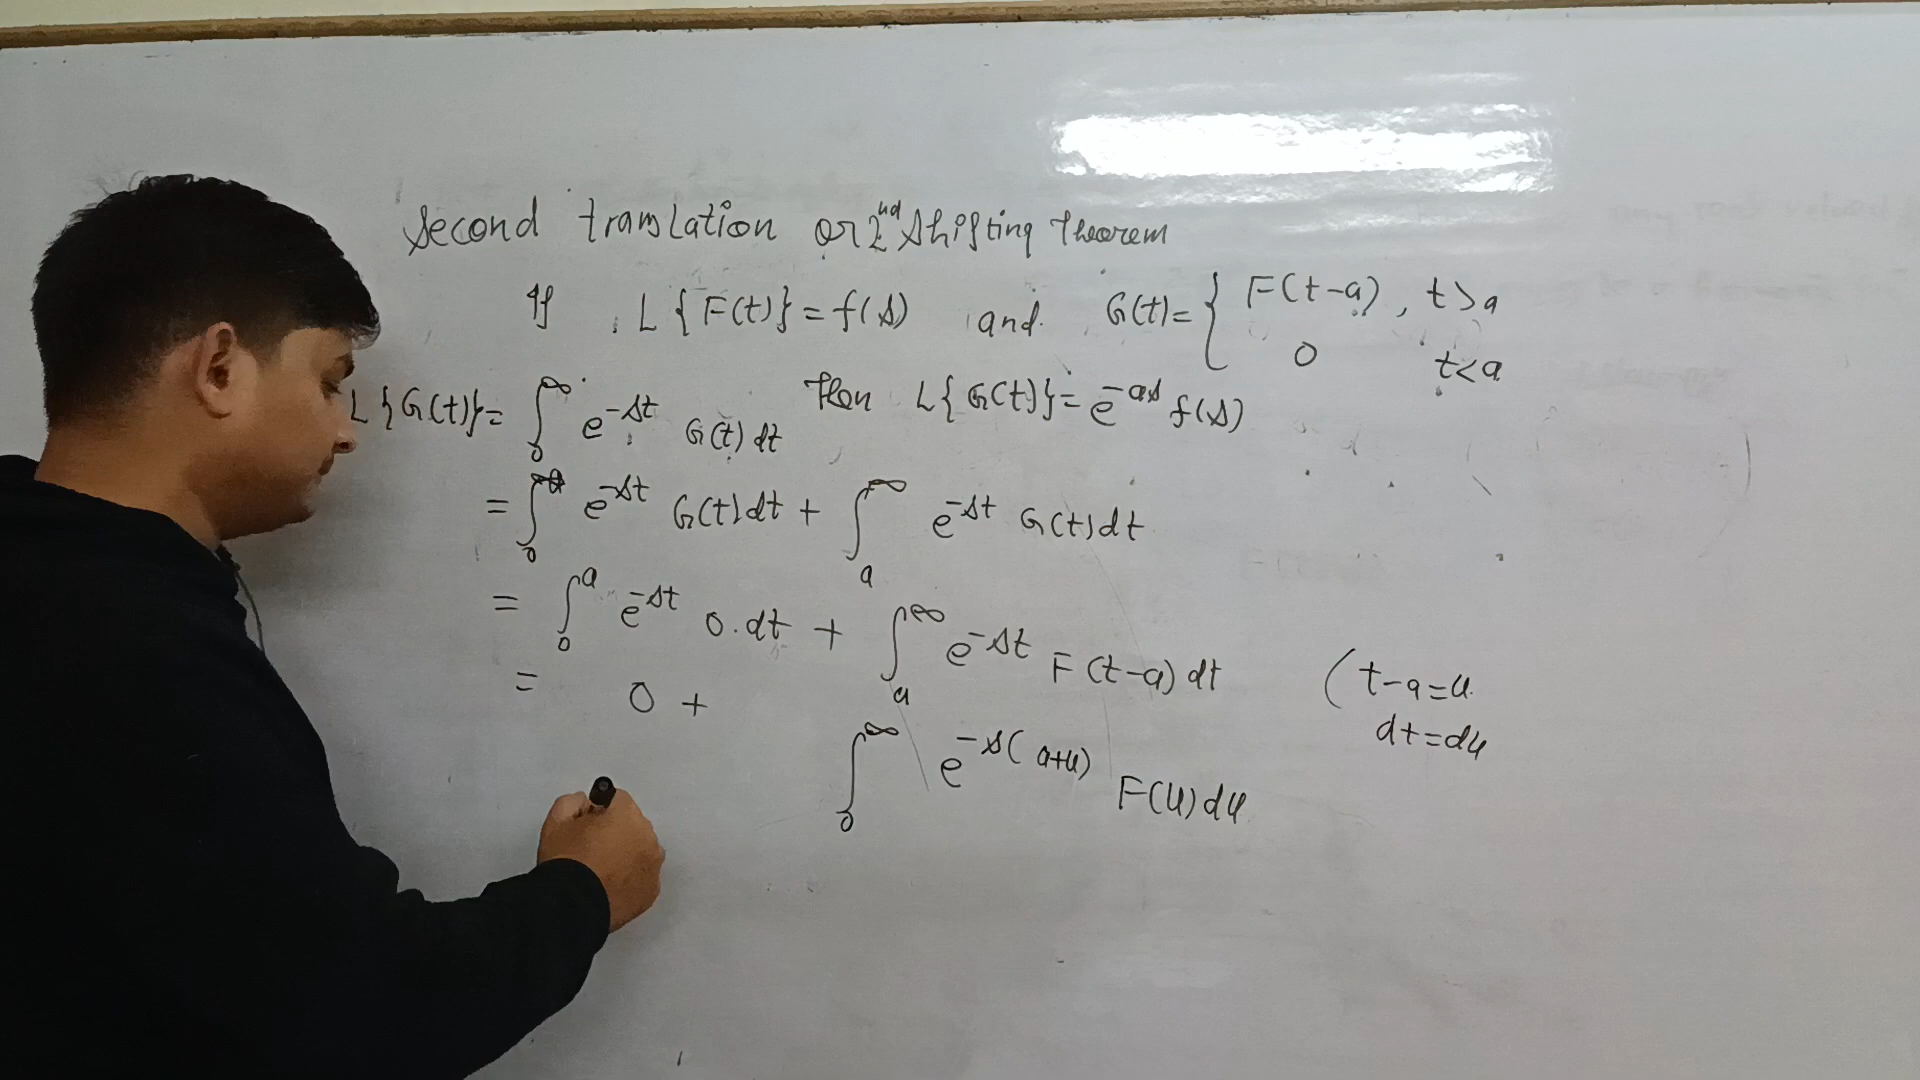 Second translation or 2nd Shifting Theorem
If L{F(t)} = f(s) and G(t) = { F(t-a), t>a
0 t<a
Then L{G(t)} = e^-as f(s)
L{G(t)} = ∫₀^∞ e^-st G(t) dt
= ∫₀^a e^-st G(t) dt + ∫ₐ^∞ e^-st G(t) dt
= ∫₀^a e^-st 0. dt + ∫ₐ^∞ e^-st F(t-a) dt
(t-a=u
dt=du
= 0 + ∫₀^∞ e^-s(a+u) F(u) du